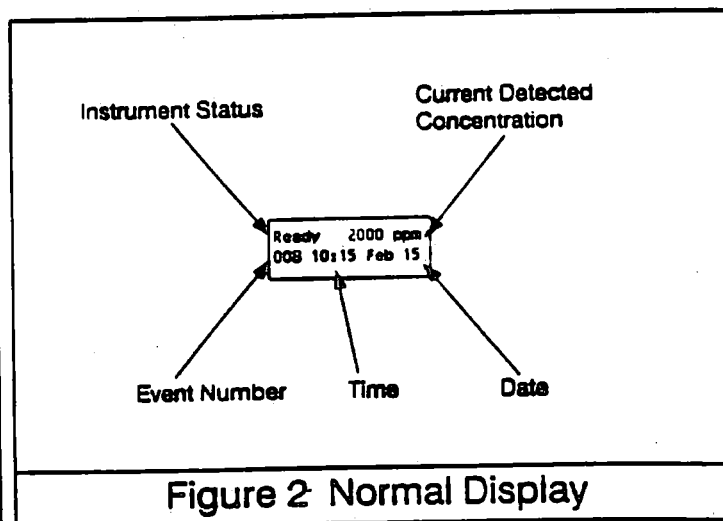 Instrument Status
Current Detected
Concentration
Ready 2000 ppm
008 10:15 Feb 15
Event Number
Time
Date
Figure 2 Normal Display